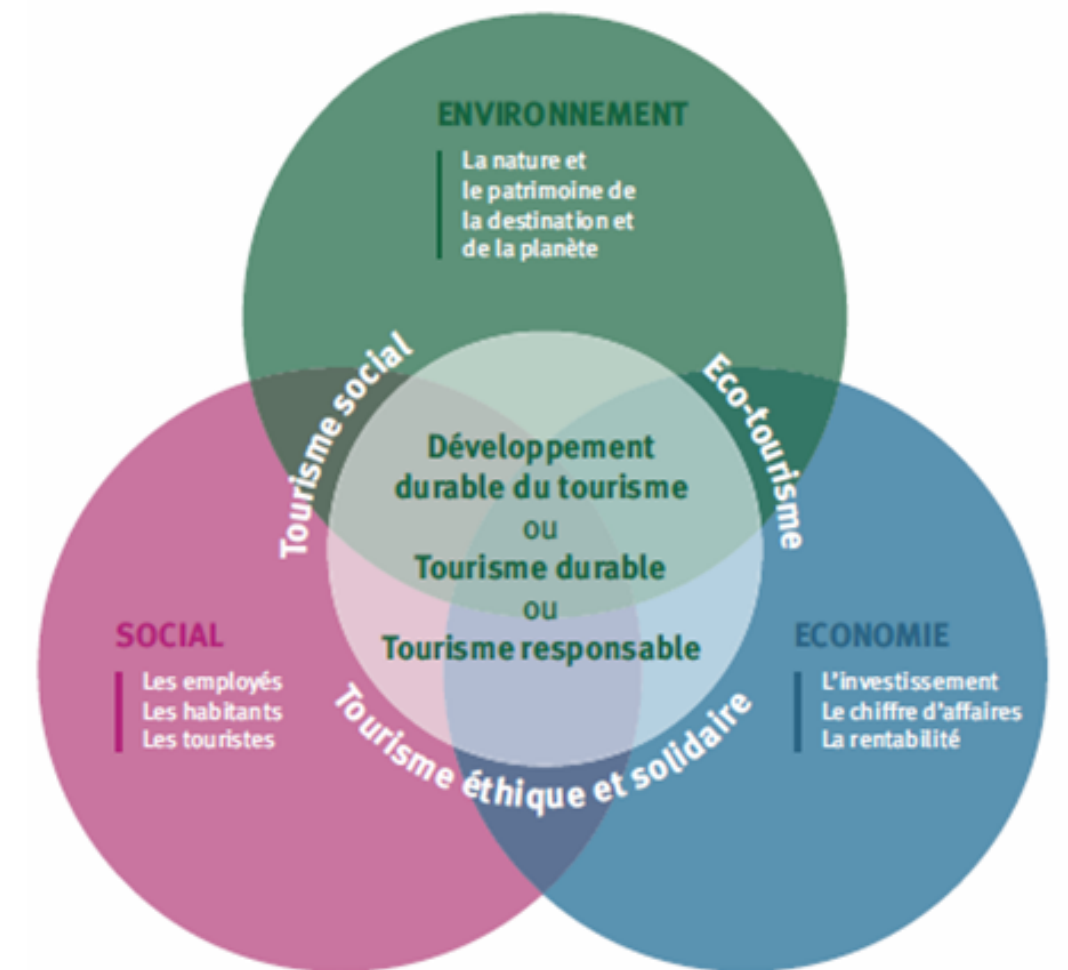 ENVIRONNEMENT
La nature et
le patrimoine de
la destination et
de la planète
Tourisme social
Eco-tourisme
Développement
durable du tourisme
ou
Tourisme durable
ou
Tourisme responsable
SOCIAL
Les employés
Les habitants
Les touristes
ECONOMIE
L'investissement
Le chiffre d'affaires
La rentabilité
Tourisme éthique et solidaire